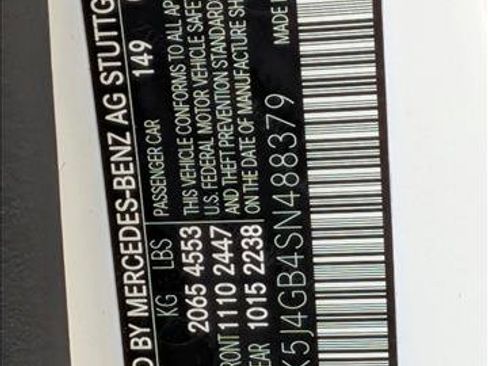 D BY MERCEDES-BENZ AG STUTTG
149
KG LBS
PASSENGER CAR
2065 4553
THIS VEHICLE CONFORMS TO ALL AP
U.S. FEDERAL MOTOR VEHICLE SAFE
RONT 1110 2447
AND THEFT PREVENTION STANDARD
EAR 1015 2238
ON THE DATE OF MANUFACTURE SH
MADE
K5J4GB4SN488379